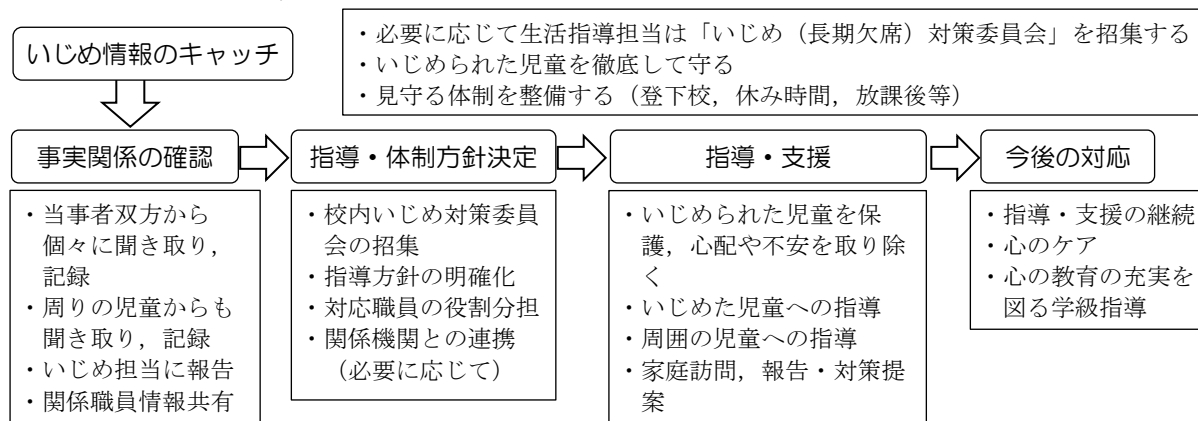 いじめ情報のキャッチ
・必要に応じて生活指導担当は「いじめ（長期欠席）対策委員会」を招集する
・いじめられた児童を徹底して守る
・見守る体制を整備する（登下校，休み時間，放課後等）
事実関係の確認
・当事者双方から
個々に聞き取り，
記録
・周りの児童からも
聞き取り，記録
・いじめ担当に報告
・関係職員情報共有
指導・体制方針決定
・校内いじめ対策委員
会の招集
・指導方針の明確化
・対応職員の役割分担
・関係機関との連携
（必要に応じて）
指導・支援
・いじめられた児童を保
護，心配や不安を取り除
く
・いじめた児童への指導
・周囲の児童への指導
・家庭訪問，報告・対策提
案
今後の対応
・指導・支援の継続
・心のケア
・心の教育の充実を
図る学級指導